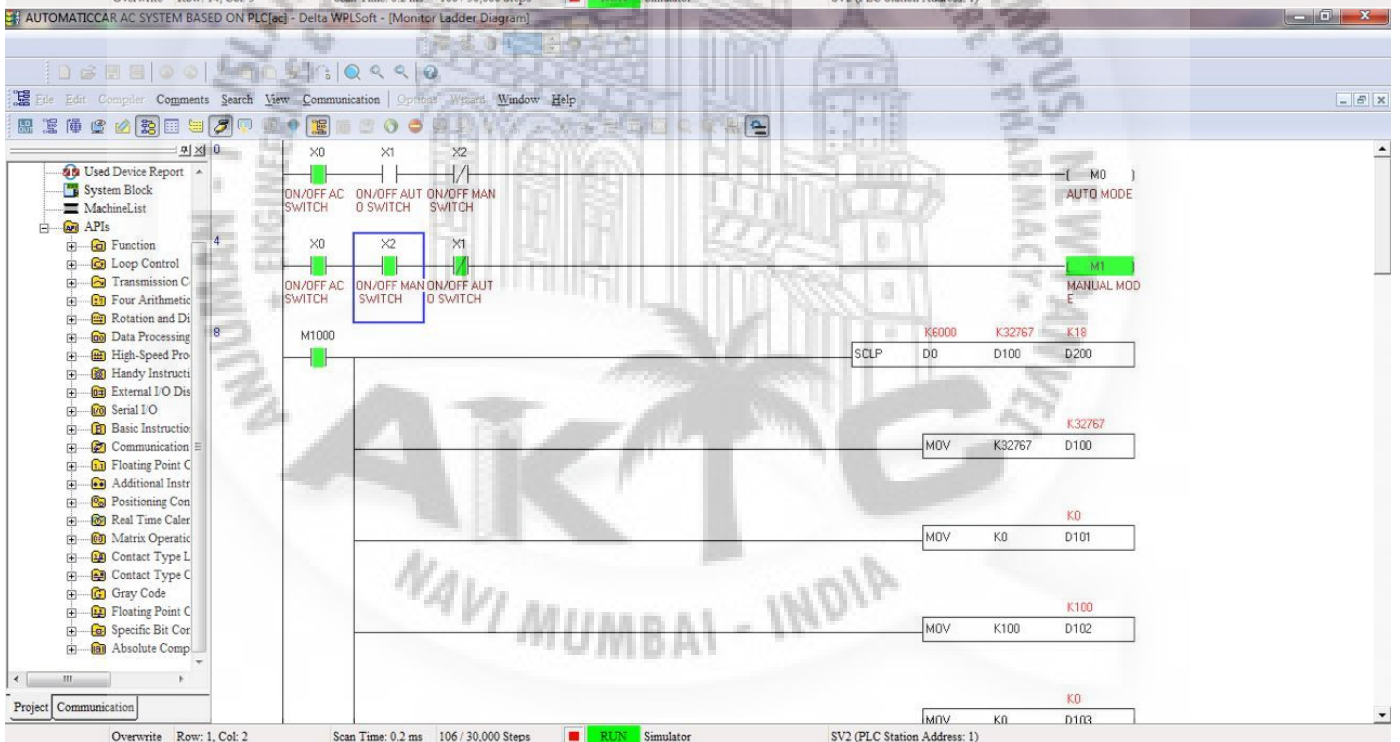 AUTOMATICCAR AC SYSTEM BASED ON PLC[ac] - Delta WPLSoft - [Monitor Ladder Diagram]
File Edit Compiler Comments Search View Communication Options Wizard Window Help
Used Device Report
System Block
MachineList
APIs
Function
Loop Control
Transmission C
Four Arithmetic
Rotation and Di
Data Processing
High-Speed Pro
Handy Instructi
External I/O Dis
Serial I/O
Basic Instructio
Communication
Floating Point C
Additional Instr
Positioning Con
Real Time Caler
Matrix Operatic
Contact Type L
Contact Type C
Gray Code
Floating Point C
Specific Bit Cor
Absolute Comp
Project Communication
0
X0 X1 X2
M0
ON/OFF AC SWITCH
ON/OFF AUT O SWITCH
ON/OFF MAN SWITCH
AUTO MODE
4
X0 X2 X1
M1
ON/OFF AC SWITCH
ON/OFF MAN SWITCH
ON/OFF AUT O SWITCH
MANUAL MOD
E
8
M1000
K6000 K32767 K18
SCLP D0 D100 D200
K32767
MOV K32767 D100
K0
MOV K0 D101
K100
MOV K100 D102
K0
MOV K0 D103
Overwrite Row: 1, Col: 2 Scan Time: 0.2 ms 106 / 30,000 Steps RUN Simulator SV2 (PLC Station Address: 1)
AKTC
NAVI MUMBAI - INDIA